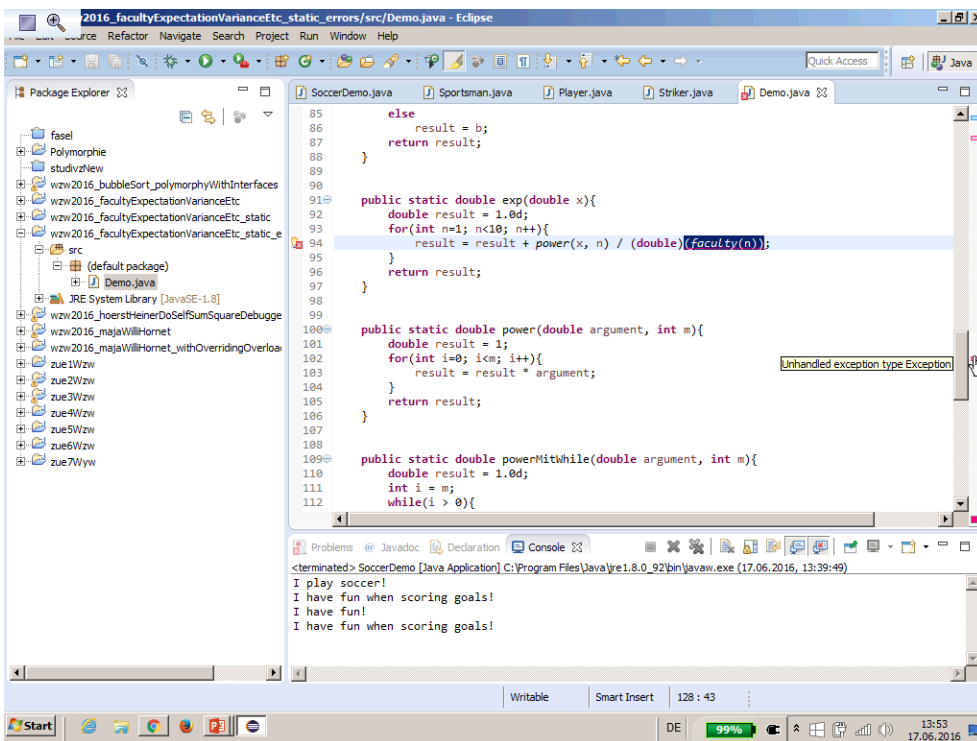 2016_facultyExpectationVarianceEtc_static_errors/src/Demo.java - Eclipse
Source Refactor Navigate Search Project Run Window Help
Quick Access
Java
Package Explorer
fasel
Polymorphie
studivzNew
wzw2016_bubbleSort_polymorphyWithInterfaces
wzw2016_facultyExpectationVarianceEtc
wzw2016_facultyExpectationVarianceEtc_static
wzw2016_facultyExpectationVarianceEtc_static_e
src
(default package)
Demo.java
JRE System Library [JavaSE-1.8]
wzw2016_hoerstHeinerDoSelfSumSquareDebugge
wzw2016_majaWilliHornet
wzw2016_majaWilliHornet_withOverridingOverloa
zue1Wzw
zue2Wzw
zue3Wzw
zue4Wzw
zue5Wzw
zue6Wzw
zue7Wyw
SoccerDemo.java Sportsman.java Player.java Striker.java Demo.java
85 else
86 result = b;
87 return result;
88 }
89
90
91 public static double exp(double x){
92 double result = 1.0d;
93 for(int n=1; n<10; n++){
94 result = result + power(x, n) / (double)(faculty(n));
95 }
96 return result;
97 }
98
99
100 public static double power(double argument, int m){
101 double result = 1;
102 for(int i=0; i<m; i++){
103 result = result * argument;
104 }
105 return result;
106 }
107
108
109 public static double powerMitWhile(double argument, int m){
110 double result = 1.0d;
111 int i = m;
112 while(i > 0){
Unhandled exception type Exception
Problems Javadoc Declaration Console
<terminated> SoccerDemo [Java Application] C:\Program Files\Java\jre1.8.0_92\bin\javaw.exe (17.06.2016, 13:39:49)
I play soccer!
I have fun when scoring goals!
I have fun!
I have fun when scoring goals!
Writable Smart Insert 128 : 43
Start
DE
99%
13:53
17.06.2016